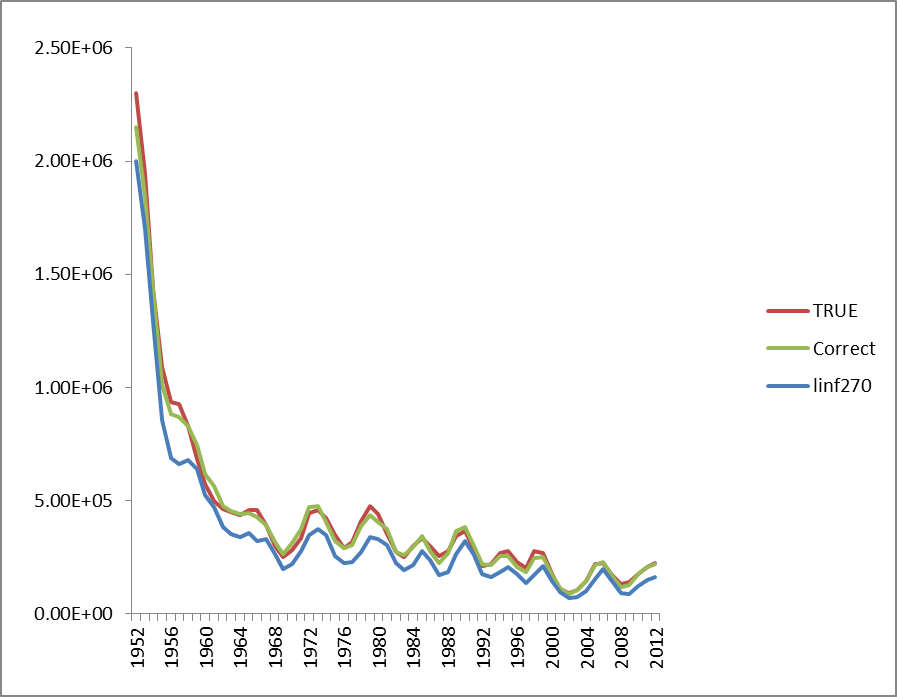 2.50E+06
2.00E+06
1.50E+06
1.00E+06
5.00E+05
0.00E+00
1952
1956
1960
1964
1968
1972
1976
1980
1984
1988
1992
1996
2000
2004
2008
2012
TRUE
Correct
linf270